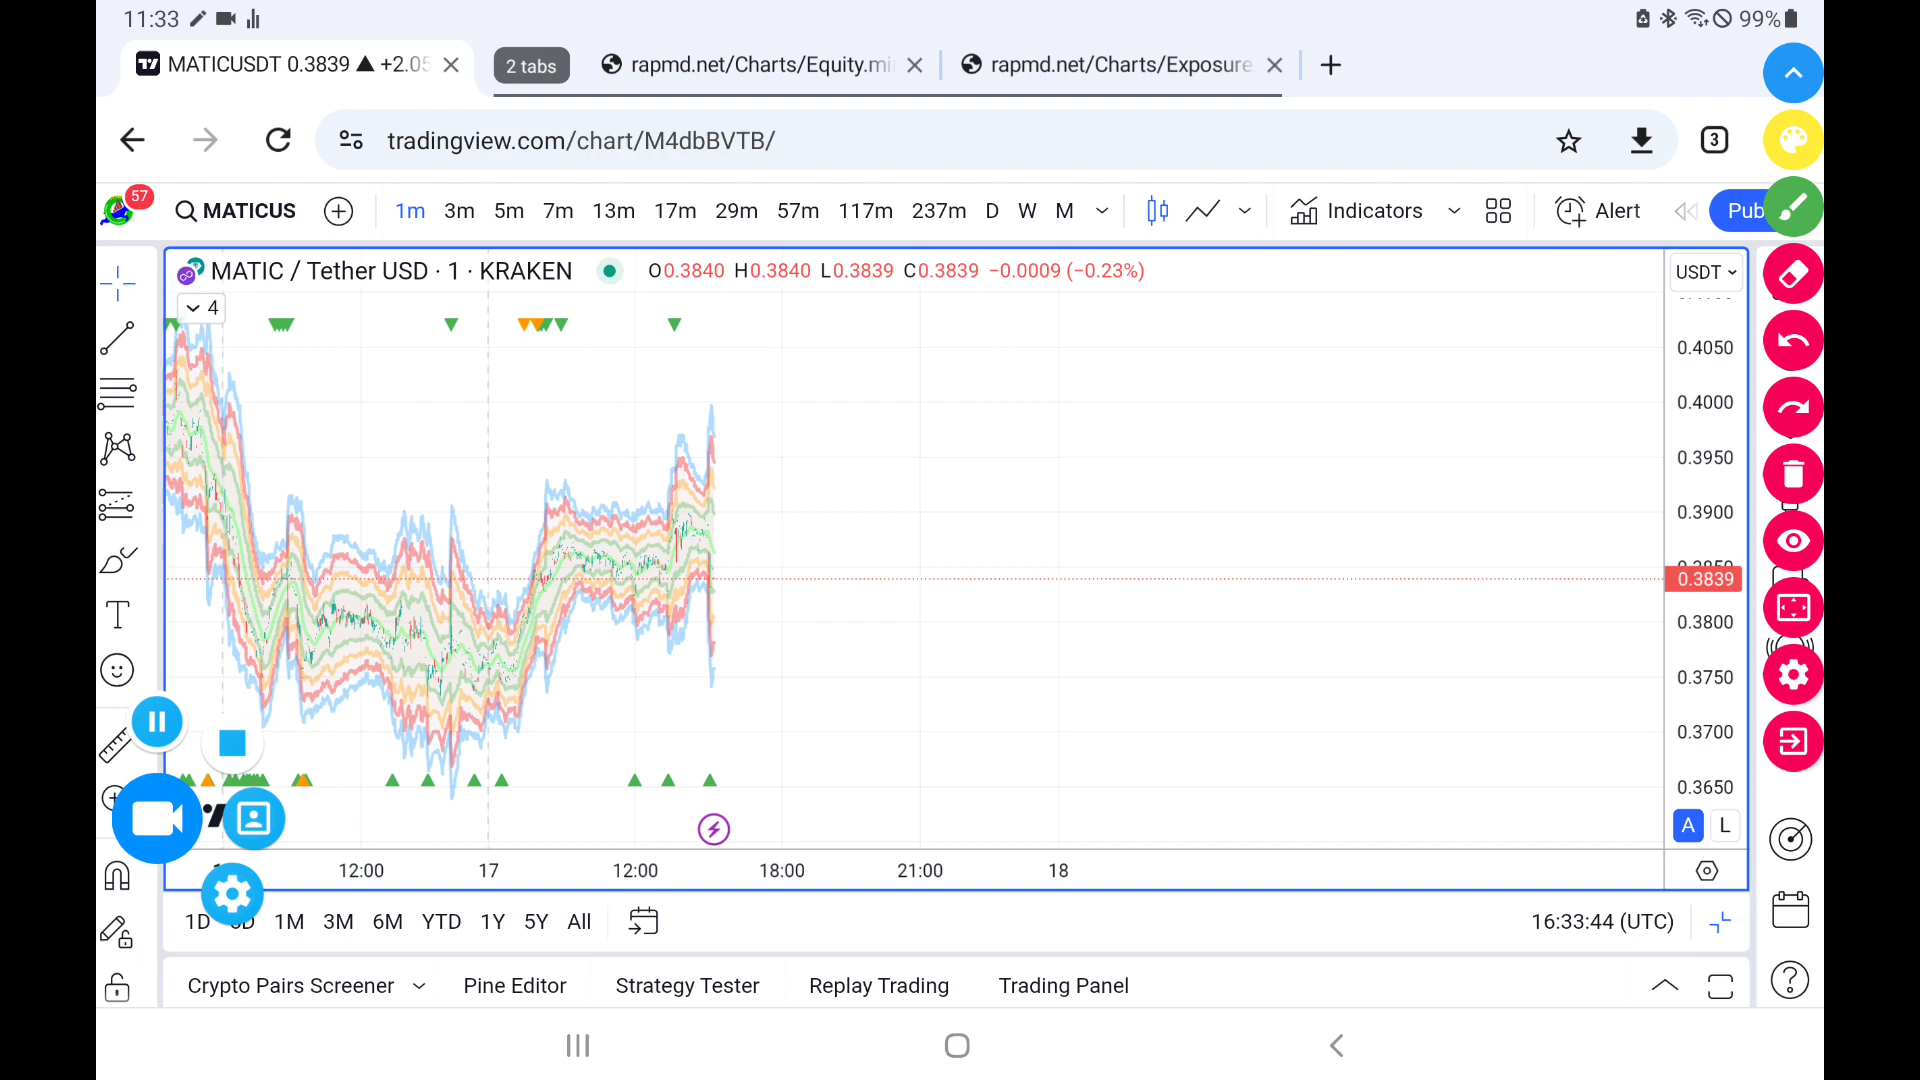 11:33
99%
MATICUSDT 0.3839 ▲ +2.05
2 tabs
rapmd.net/Charts/Equity.mi
rapmd.net/Charts/Exposure
tradingview.com/chart/M4dbBVTB/
3
57
MATICUS
1m 3m 5m 7m 13m 17m 29m 57m 117m 237m D W M
Indicators
Alert
Pub
MATIC / Tether USD · 1 · KRAKEN
O0.3840 H0.3840 L0.3839 C0.3839 −0.0009 (−0.23%)
USDT
4
0.4050
0.4000
0.3950
0.3900
0.3839
0.3800
0.3750
0.3700
0.3650
A L
12:00 17 12:00 18:00 21:00 18
1D 5D 1M 3M 6M YTD 1Y 5Y All
16:33:44 (UTC)
Crypto Pairs Screener Pine Editor Strategy Tester Replay Trading Trading Panel